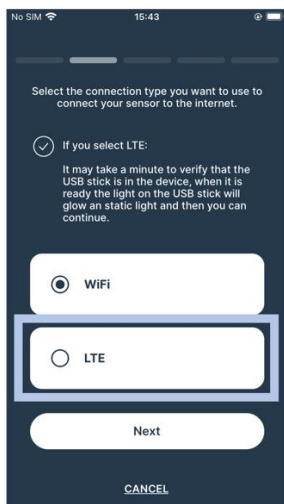 No SIM 15:43
Select the connection type you want to use to
connect your sensor to the internet.
If you select LTE:
It may take a minute to verify that the
USB stick is in the device, when it is
ready the light on the USB stick will
glow an static light and then you can
continue.
WiFi
LTE
Next
CANCEL